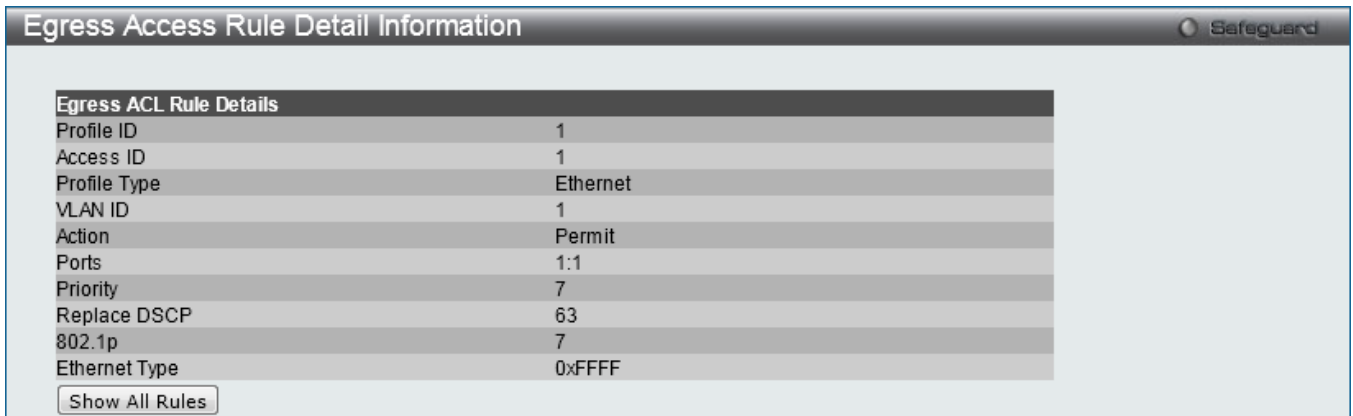 Egress Access Rule Detail Information
Safeguard
Egress ACL Rule Details
Profile ID 1
Access ID 1
Profile Type Ethernet
VLAN ID 1
Action Permit
Ports 1:1
Priority 7
Replace DSCP 63
802.1p 7
Ethernet Type 0xFFFF
Show All Rules